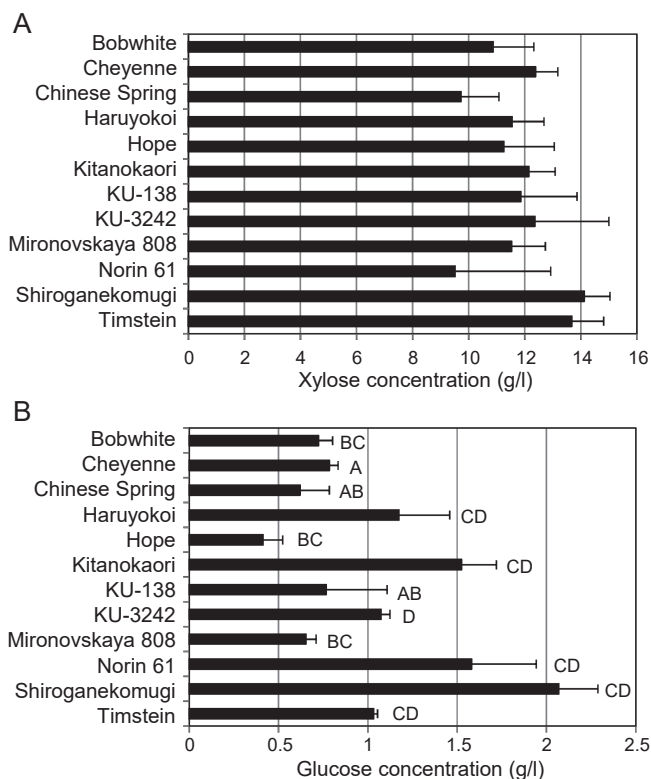 A
Bobwhite
Cheyenne
Chinese Spring
Haruyokoi
Hope
Kitanokaori
KU-138
KU-3242
Mironovskaya 808
Norin 61
Shiroganekomugi
Timstein
0 2 4 6 8 10 12 14 16
Xylose concentration (g/l)
B
Bobwhite BC
Cheyenne A
Chinese Spring AB
Haruyokoi CD
Hope BC
Kitanokaori CD
KU-138 AB
KU-3242 D
Mironovskaya 808 BC
Norin 61 CD
Shiroganekomugi CD
Timstein CD
0 0.5 1 1.5 2 2.5
Glucose concentration (g/l)